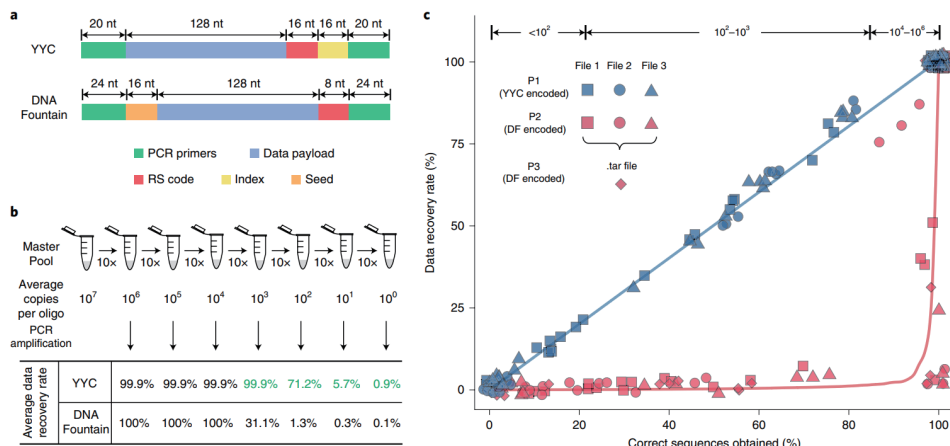 a
20 nt 128 nt 16 nt 16 nt 20 nt
YYC
24 nt 16 nt 128 nt 8 nt 24 nt
DNA
Fountain
PCR primers Data payload
RS code Index Seed
b
Master
Pool
10× 10× 10× 10× 10× 10× 10×
Average
copies
per oligo
10⁷ 10⁶ 10⁵ 10⁴ 10³ 10² 10¹ 10⁰
PCR
amplification
Average data
recovery rate
YYC 99.9% 99.9% 99.9% 99.9% 71.2% 5.7% 0.9%
DNA
Fountain 100% 100% 100% 31.1% 1.3% 0.3% 0.1%
c
<10² 10²–10³ 10⁴–10⁶
File 1 File 2 File 3
P1
(YYC encoded)
P2
(DF encoded)
P3
(DF encoded)
.tar file
Data recovery rate (%)
100
75
50
25
0
0 20 40 60 80 100
Correct sequences obtained (%)